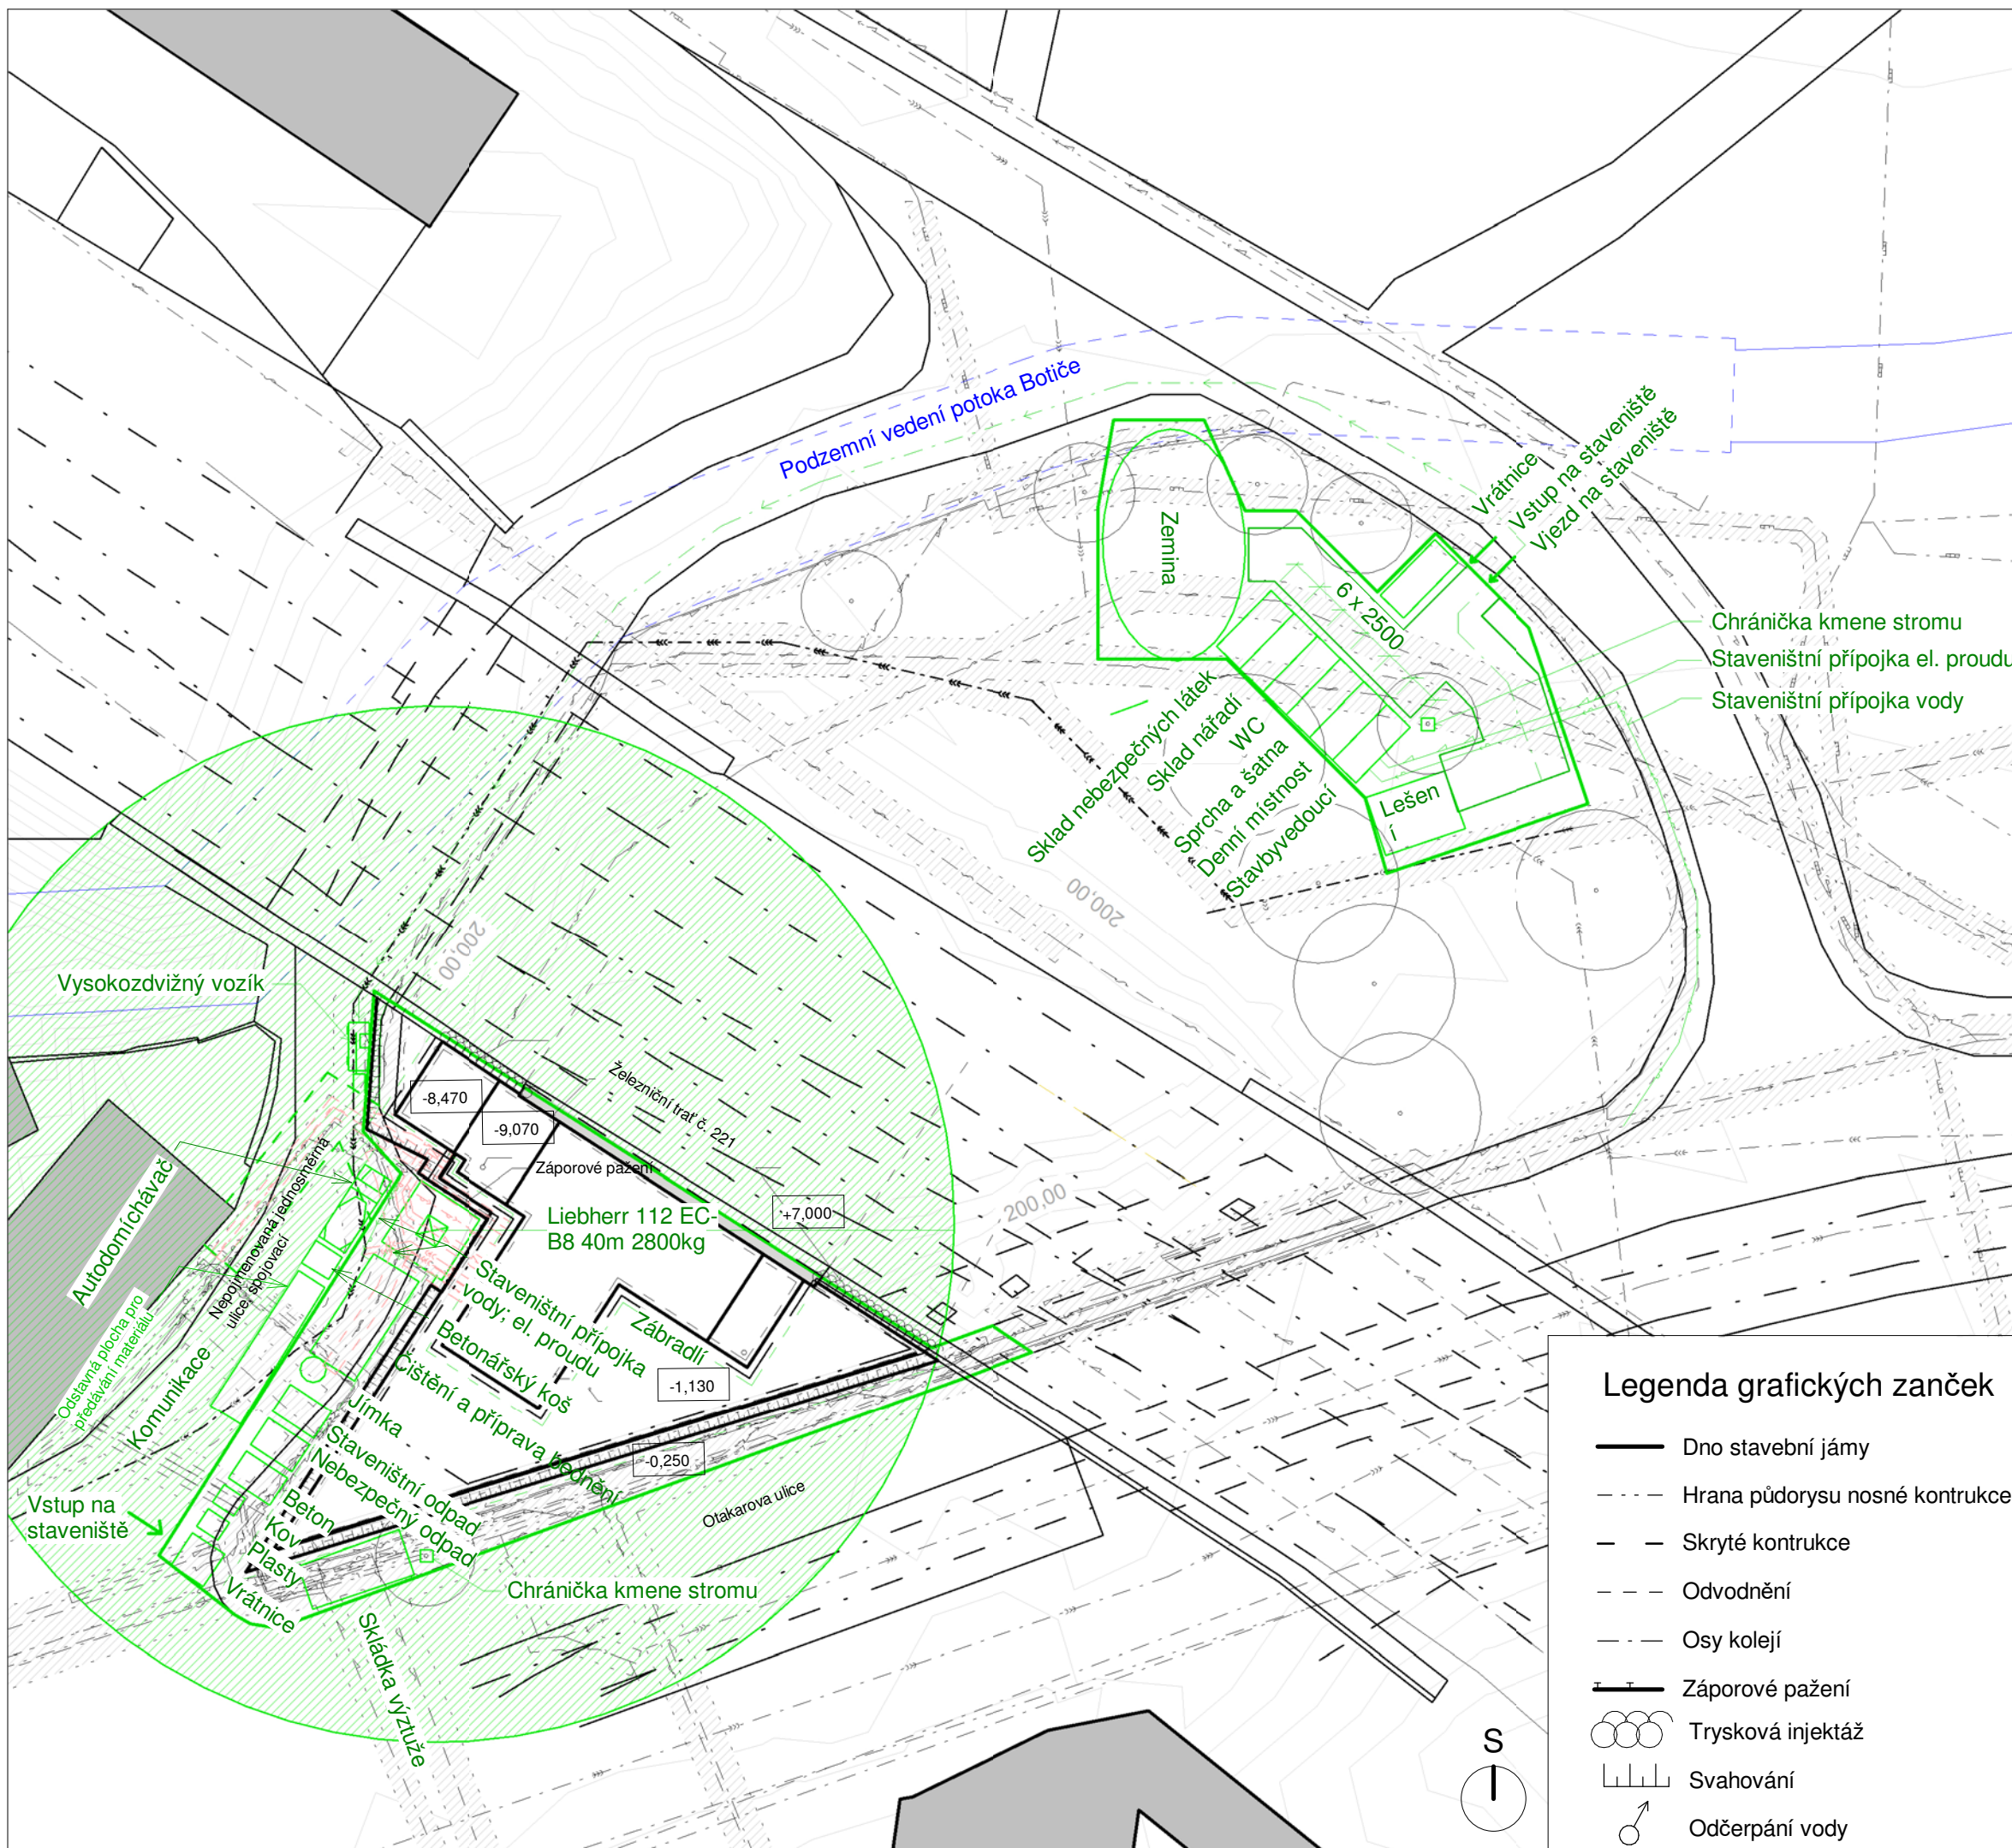 Podzemní vedení potoka Botiče
Vrátnice
Vstup na staveniště
Vjezd na staveniště
Zemina
6 x 2500
Chránička kmene stromu
Staveništní přípojka el. proudu
Staveništní přípojka vody
Sklad nebezpečných látek
Sklad nářadí
WC
Sprcha a šatna
Denní místnost
Stavbyvedoucí
Lešen
í
200,00
200,00
200,00
Vysokozdvižný vozík
-8,470
-9,070
Železniční trať č. 221
Záporové pažení
+7,000
Liebherr 112 EC-
B8 40m 2800kg
Autodomíchávač
Nepojmenovaná jednosměrná
ulice, spojovací
Odstavná plocha pro
předávání materiálu
Komunikace
Staveništní přípojka
vody, el. proudu
Zábradlí
Betonářský koš
-1,130
Čištění a příprava bednění
-0,250
Jímka
Staveništní odpad
Nebezpečný odpad
Beton
Kov
Plasty
Vrátnice
Otakarova ulice
Vstup na
staveniště
Chránička kmene stromu
Skládka výztuže
S
Legenda grafických zanček
Dno stavební jámy
Hrana půdorysu nosné kontrukce
Skryté kontrukce
Odvodnění
Osy kolejí
Záporové pažení
Trysková injektáž
Svahování
Odčerpání vody